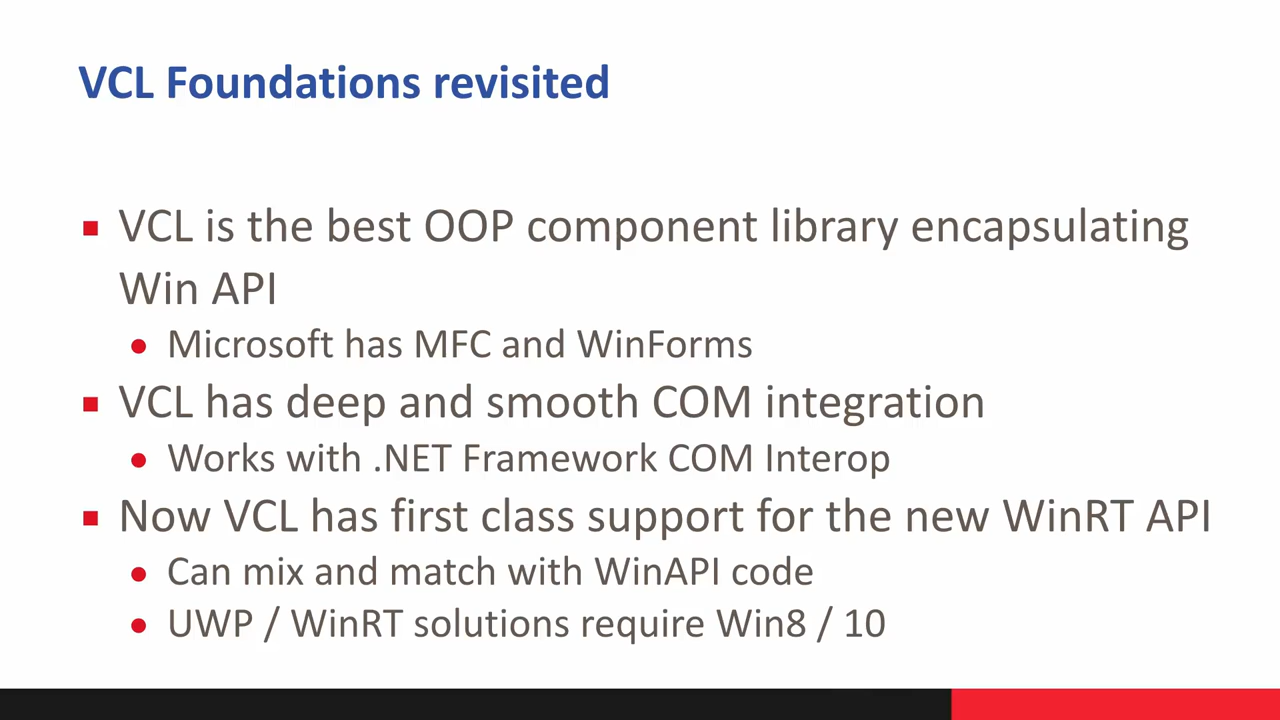 VCL Foundations revisited
VCL is the best OOP component library encapsulating
Win API
Microsoft has MFC and WinForms
VCL has deep and smooth COM integration
Works with .NET Framework COM Interop
Now VCL has first class support for the new WinRT API
Can mix and match with WinAPI code
UWP / WinRT solutions require Win8 / 10